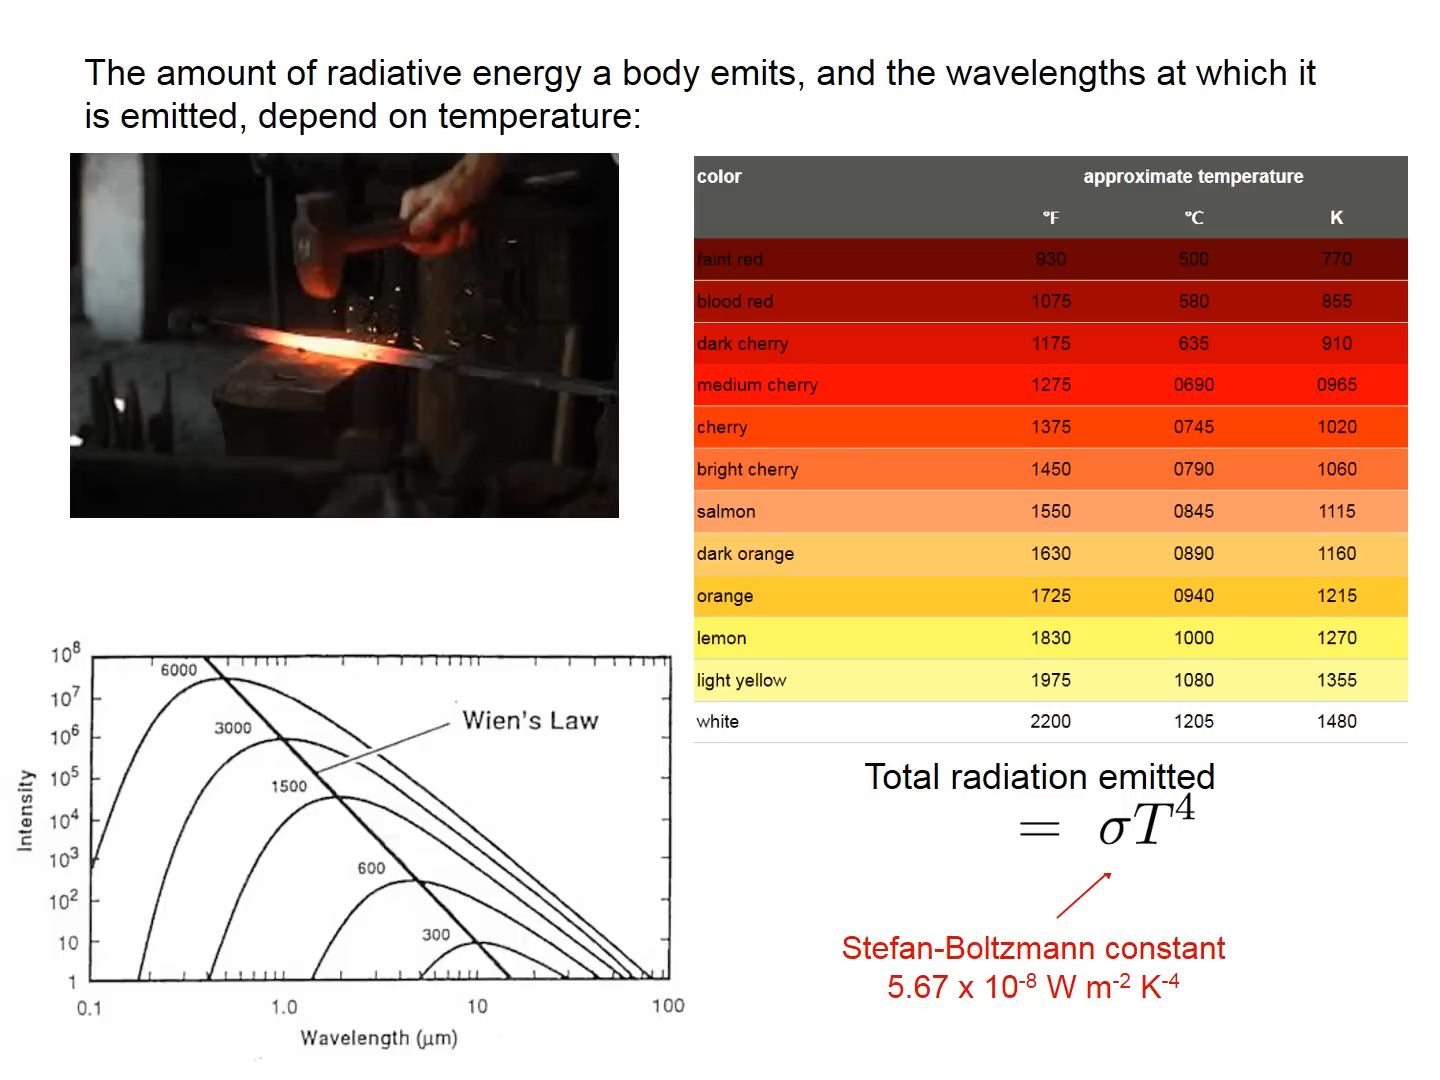 The amount of radiative energy a body emits, and the wavelengths at which it
is emitted, depend on temperature:
color approximate temperature
°F °C K
faint red 930 500 770
blood red 1075 580 855
dark cherry 1175 635 910
medium cherry 1275 0690 0965
cherry 1375 0745 1020
bright cherry 1450 0790 1060
salmon 1550 0845 1115
dark orange 1630 0890 1160
orange 1725 0940 1215
lemon 1830 1000 1270
light yellow 1975 1080 1355
white 2200 1205 1480
Total radiation emitted
= σT⁴
Stefan-Boltzmann constant
5.67 x 10⁻⁸ W m⁻² K⁻⁴
Intensity
10⁸
10⁷
10⁶
10⁵
10⁴
10³
10²
10
1
6000
3000
1500
600
300
Wien's Law
0.1 1.0 10 100
Wavelength (μm)